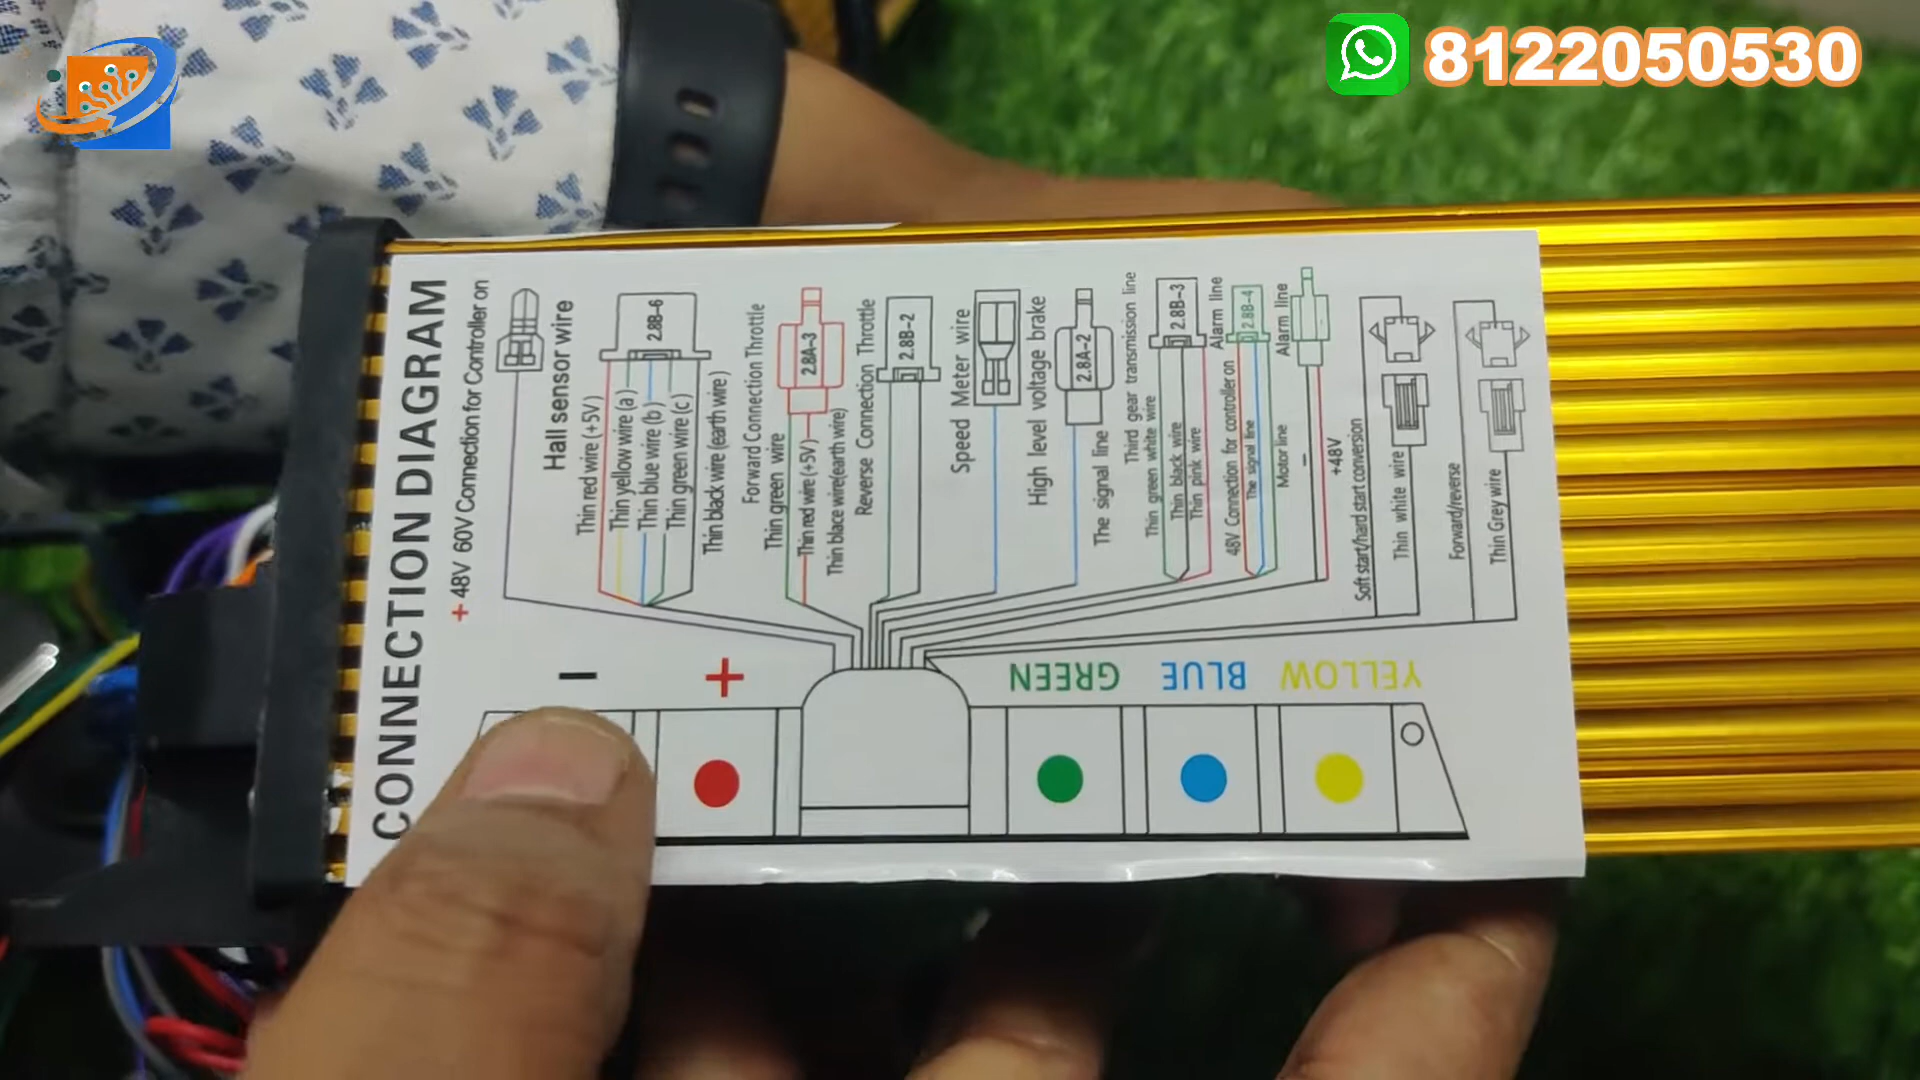 8122050530
CONNECTION DIAGRAM
+ 48V 60V Connection for Controller on
Hall sensor wire
2.8B-6
Thin red wire (+5V)
Thin yellow wire (a)
Thin blue wire (b)
Thin green wire (c)
Thin black wire (earth wire)
Forward Connection Throttle
2.8A-3
Thin green wire
Thin red wire (+5V)
Thin blace wire(earth wire)
Reverse Connection Throttle
2.8B-2
Speed Meter wire
High level voltage brake
2.8A-2
The signal line
Third gear transmission line
2.8B-3
Thin green white wire
Thin black wire
Thin pink wire
Alarm line
2.8B-4
48V Connection for controller on
The signal line
Motor line
Alarm line
−
+48V
Soft start/hard start conversion
Thin white wire
Forward/reverse
Thin Grey wire
−
+
GREEN
BLUE
YELLOW